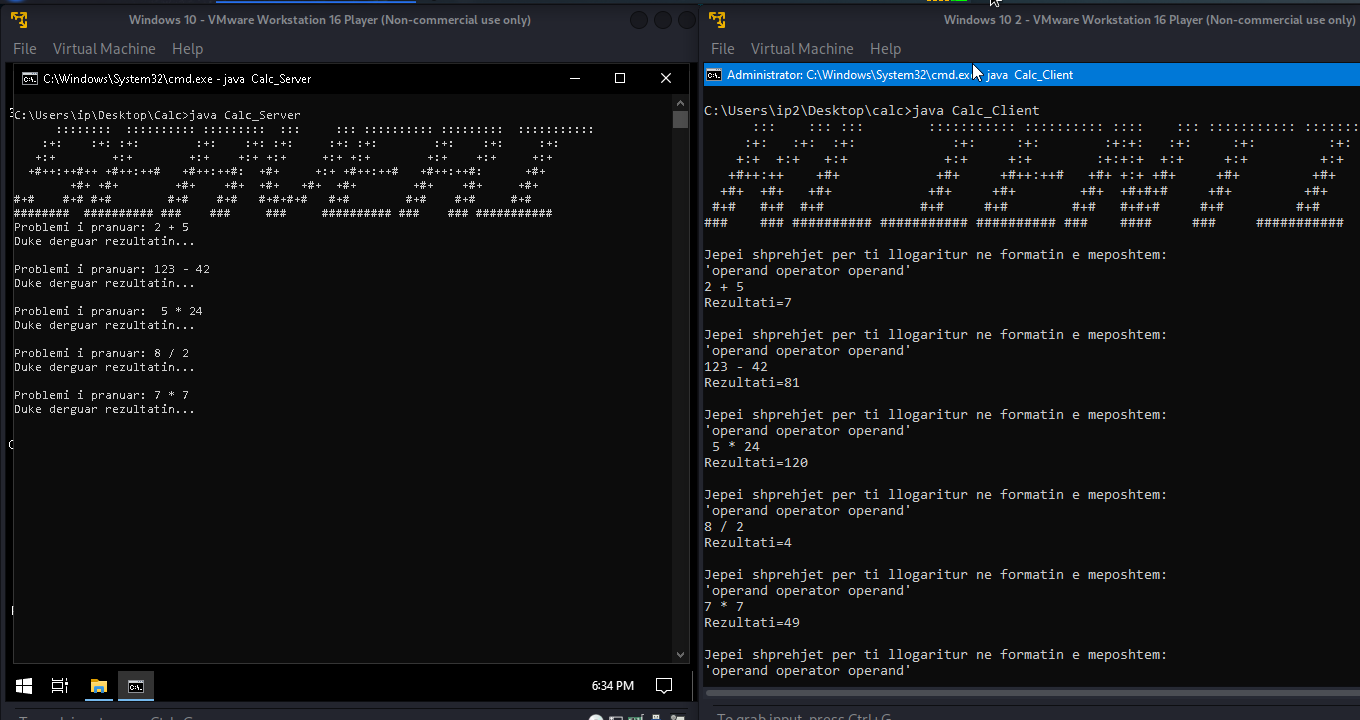 Windows 10 - VMware Workstation 16 Player (Non-commercial use only)
File Virtual Machine Help
C:\Windows\System32\cmd.exe - java Calc_Server
C:\Users\ip\Desktop\Calc>java Calc_Server
Problemi i pranuar: 2 + 5
Duke derguar rezultatin...
Problemi i pranuar: 123 - 42
Duke derguar rezultatin...
Problemi i pranuar:  5 * 24
Duke derguar rezultatin...
Problemi i pranuar: 8 / 2
Duke derguar rezultatin...
Problemi i pranuar: 7 * 7
Duke derguar rezultatin...
6:34 PM
Windows 10 2 - VMware Workstation 16 Player (Non-commercial use only)
File Virtual Machine Help
Administrator: C:\Windows\System32\cmd.exe - java Calc_Client
C:\Users\ip2\Desktop\calc>java Calc_Client
Jepei shprehjet per ti llogaritur ne formatin e meposhtem:
'operand operator operand'
2 + 5
Rezultati=7
Jepei shprehjet per ti llogaritur ne formatin e meposhtem:
'operand operator operand'
123 - 42
Rezultati=81
Jepei shprehjet per ti llogaritur ne formatin e meposhtem:
'operand operator operand'
 5 * 24
Rezultati=120
Jepei shprehjet per ti llogaritur ne formatin e meposhtem:
'operand operator operand'
8 / 2
Rezultati=4
Jepei shprehjet per ti llogaritur ne formatin e meposhtem:
'operand operator operand'
7 * 7
Rezultati=49
Jepei shprehjet per ti llogaritur ne formatin e meposhtem:
'operand operator operand'
To grab input, press Ctrl+G